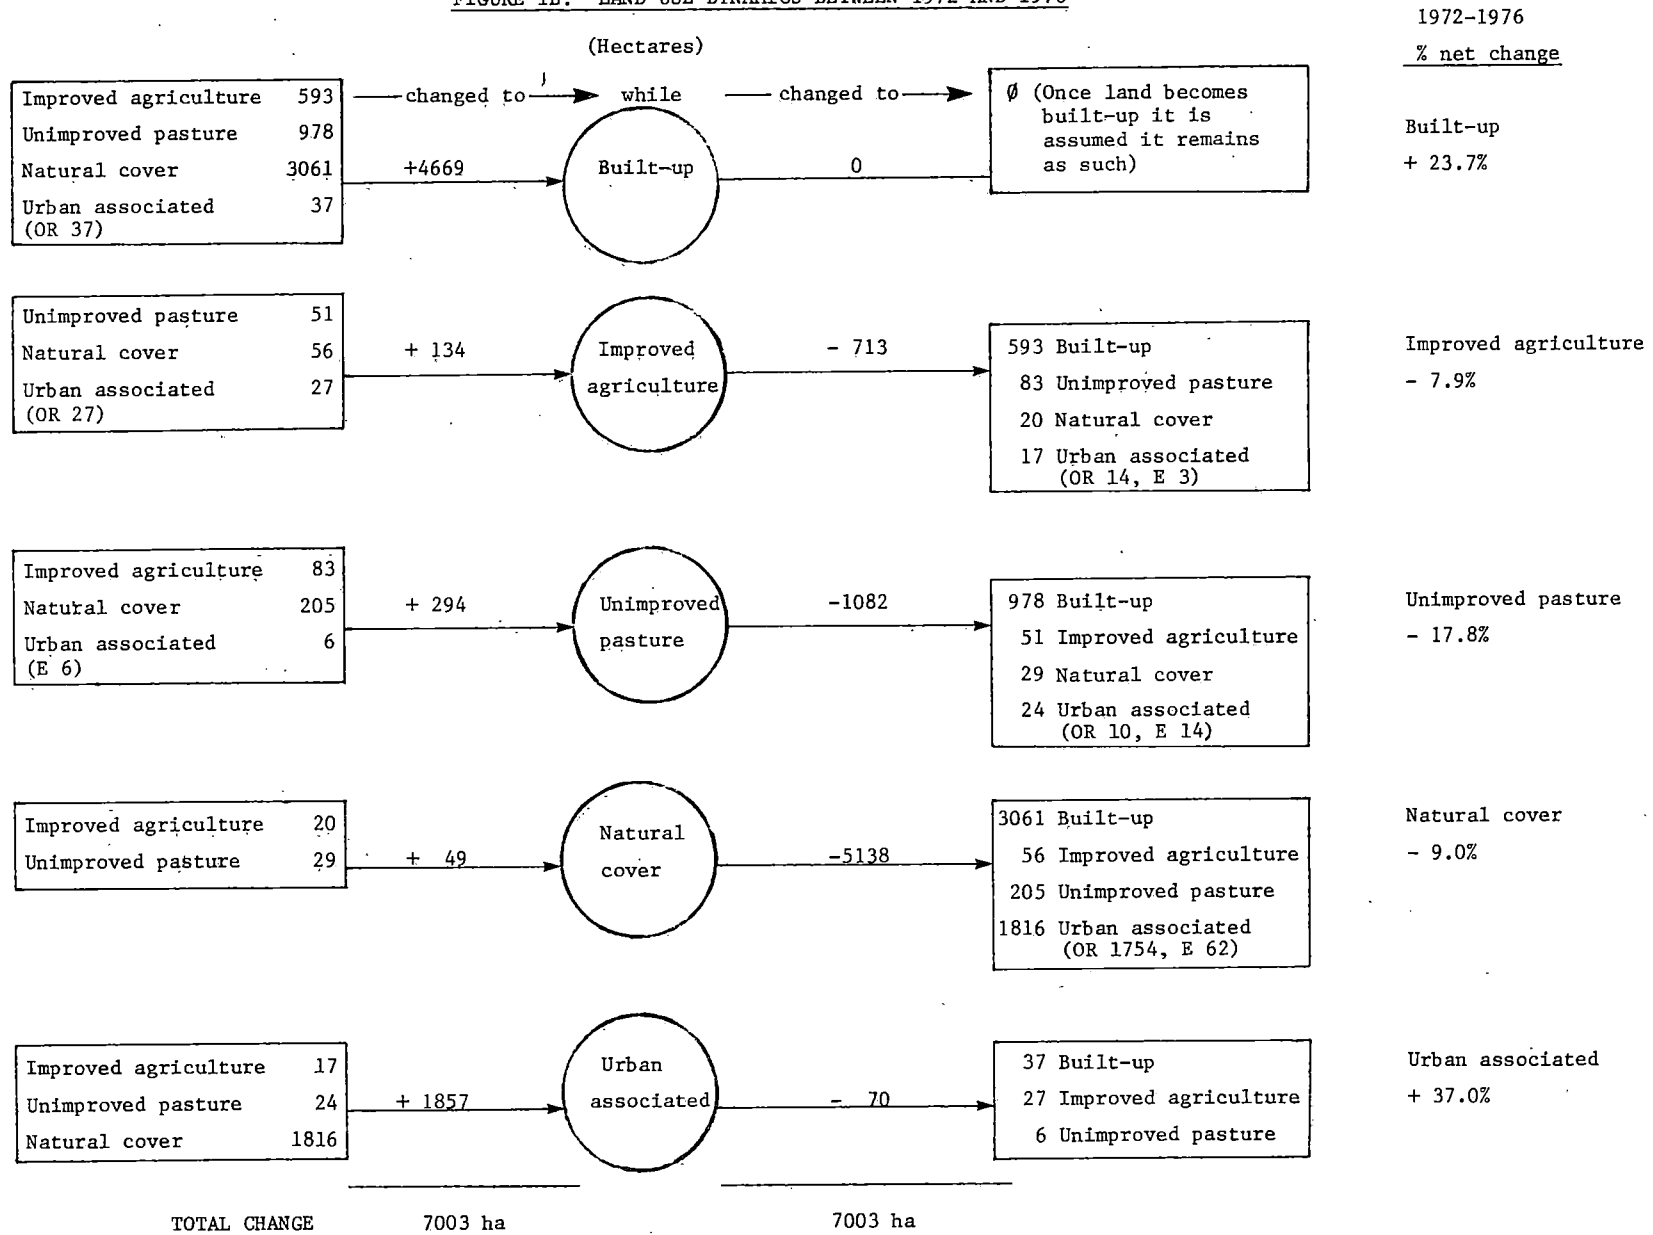 FIGURE 1E: LAND USE DYNAMICS BETWEEN 1972 AND 1976
(Hectares)
1972-1976
% net change
Improved agriculture 593
Unimproved pasture 978
Natural cover 3061
Urban associated 37
(OR 37)
changed to
while
changed to
+4669
Built-up
0
Ø (Once land becomes
built-up it is
assumed it remains
as such)
Built-up
+ 23.7%
Unimproved pasture 51
Natural cover 56
Urban associated 27
(OR 27)
+ 134
Improved
agriculture
- 713
593 Built-up
83 Unimproved pasture
20 Natural cover
17 Urban associated
(OR 14, E 3)
Improved agriculture
- 7.9%
Improved agriculture 83
Natural cover 205
Urban associated 6
(E 6)
+ 294
Unimproved
pasture
-1082
978 Built-up
51 Improved agriculture
29 Natural cover
24 Urban associated
(OR 10, E 14)
Unimproved pasture
- 17.8%
Improved agriculture 20
Unimproved pasture 29
+ 49
Natural
cover
-5138
3061 Built-up
56 Improved agriculture
205 Unimproved pasture
1816 Urban associated
(OR 1754, E 62)
Natural cover
- 9.0%
Improved agriculture 17
Unimproved pasture 24
Natural cover 1816
+ 1857
Urban
associated
- 70
37 Built-up
27 Improved agriculture
6 Unimproved pasture
Urban associated
+ 37.0%
TOTAL CHANGE 7003 ha 7003 ha